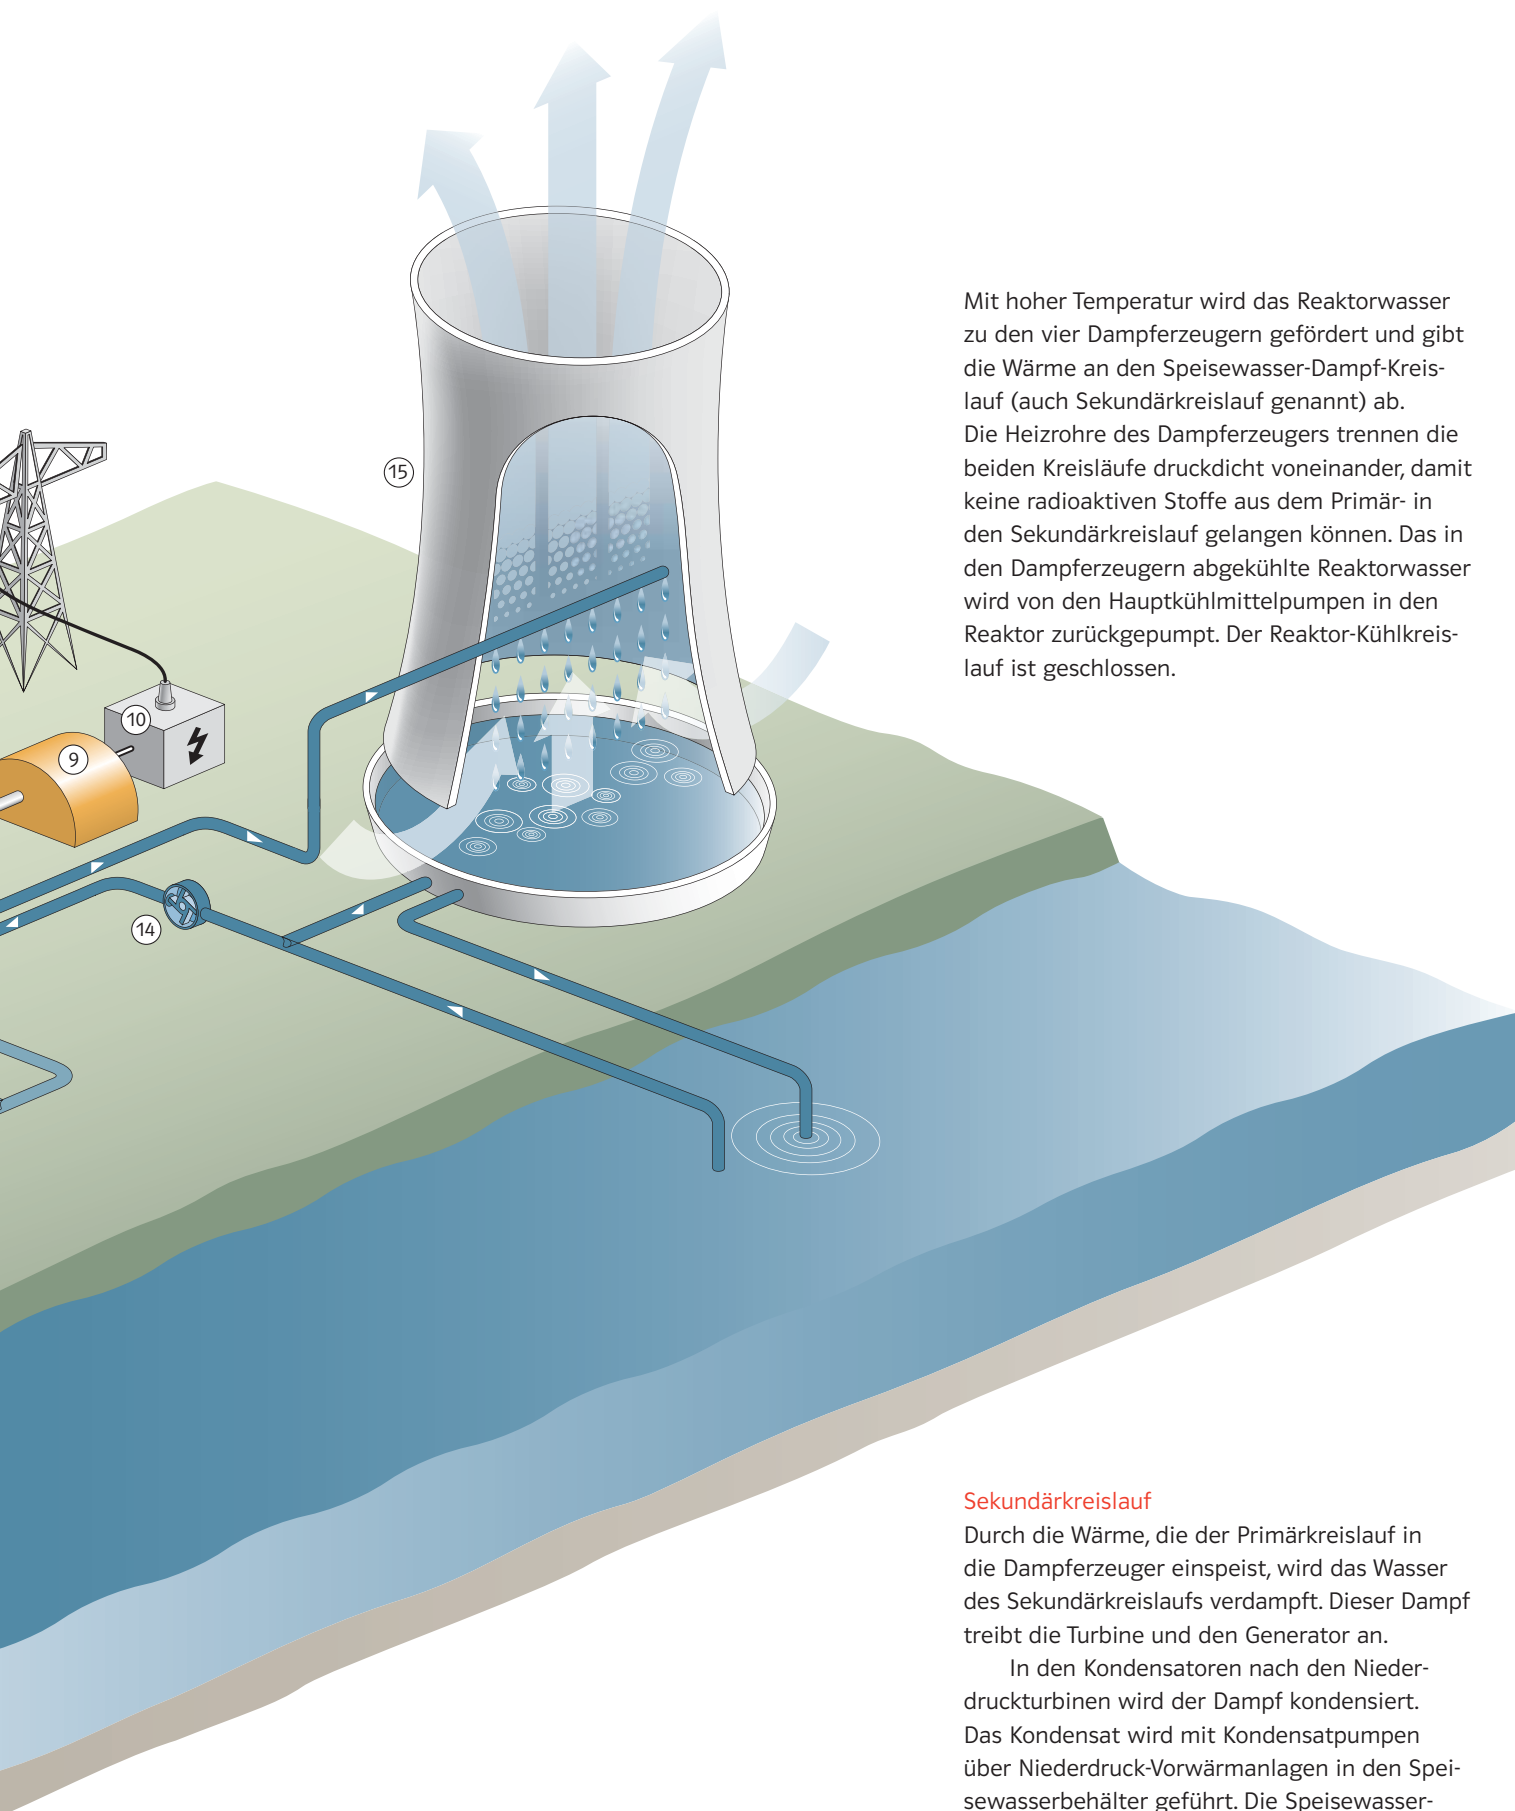 15
10
9
14
Mit hoher Temperatur wird das Reaktorwasser
zu den vier Dampferzeugern gefördert und gibt
die Wärme an den Speisewasser-Dampf-Kreis-
lauf (auch Sekundärkreislauf genannt) ab.
Die Heizrohre des Dampferzeugers trennen die
beiden Kreisläufe druckdicht voneinander, damit
keine radioaktiven Stoffe aus dem Primär- in
den Sekundärkreislauf gelangen können. Das in
den Dampferzeugern abgekühlte Reaktorwasser
wird von den Hauptkühlmittelpumpen in den
Reaktor zurückgepumpt. Der Reaktor-Kühlkreis-
lauf ist geschlossen.
Sekundärkreislauf
Durch die Wärme, die der Primärkreislauf in
die Dampferzeuger einspeist, wird das Wasser
des Sekundärkreislaufs verdampft. Dieser Dampf
treibt die Turbine und den Generator an.
In den Kondensatoren nach den Nieder-
druckturbinen wird der Dampf kondensiert.
Das Kondensat wird mit Kondensatpumpen
über Niederdruck-Vorwärmanlagen in den Spei-
sewasserbehälter geführt. Die Speisewasser-